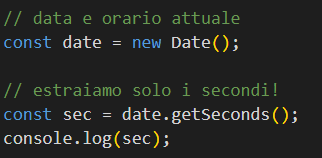 // data e orario attuale
const date = new Date();
// estraiamo solo i secondi!
const sec = date.getSeconds();
console.log(sec);